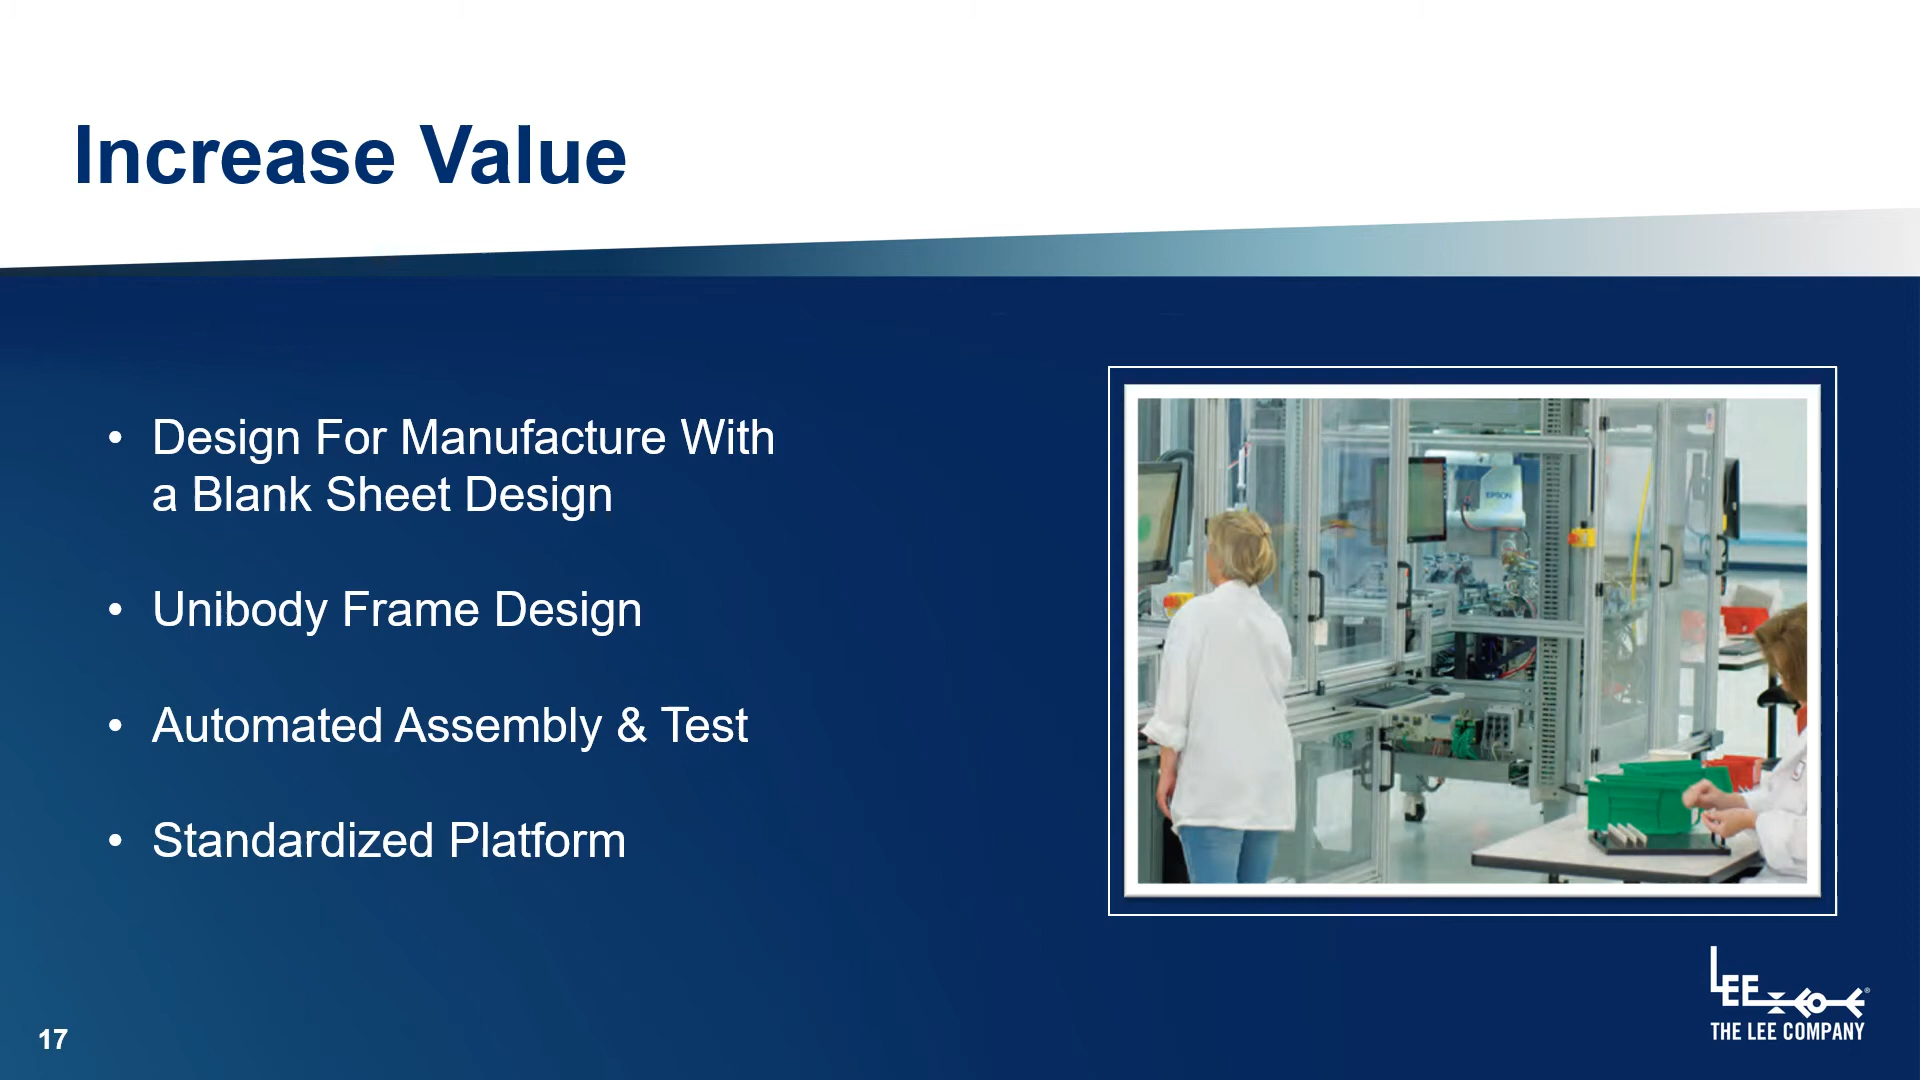 Increase Value
• Design For Manufacture With
a Blank Sheet Design
• Unibody Frame Design
• Automated Assembly & Test
• Standardized Platform
EPSON
LEE ®
THE LEE COMPANY
17